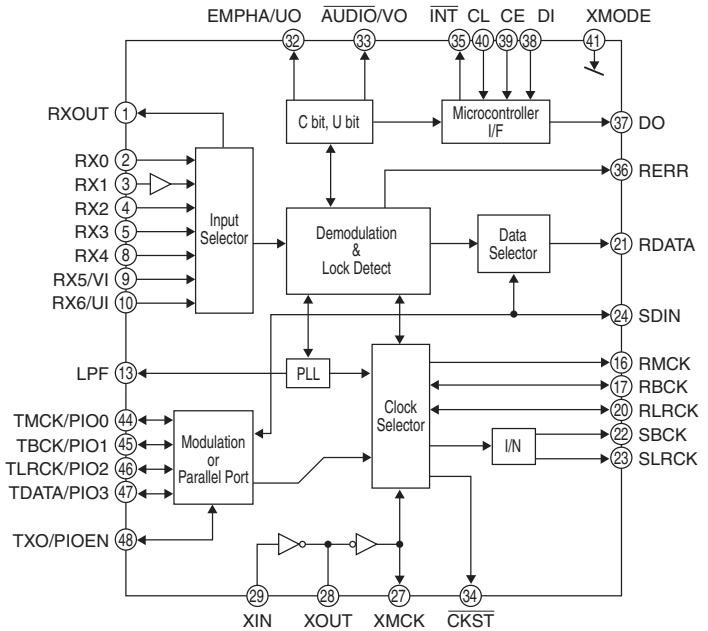 EMPHA/UO
AUDIO/VO
INT
CL
CE
DI
XMODE
32
33
35
40
39
38
41
RXOUT 1
C bit, U bit
Microcontroller
I/F
37 DO
RX0 2
RX1 3
RX2 4
RX3 5
RX4 8
RX5/VI 9
RX6/UI 10
Input
Selector
Demodulation
&
Lock Detect
Data
Selector
36 RERR
21 RDATA
24 SDIN
LPF 13
PLL
Clock
Selector
16 RMCK
17 RBCK
20 RLRCK
22 SBCK
23 SLRCK
I/N
TMCK/PIO0 44
TBCK/PIO1 45
TLRCK/PIO2 46
TDATA/PIO3 47
TXO/PIOEN 48
Modulation
or
Parallel Port
29
28
27
34
XIN
XOUT
XMCK
CKST